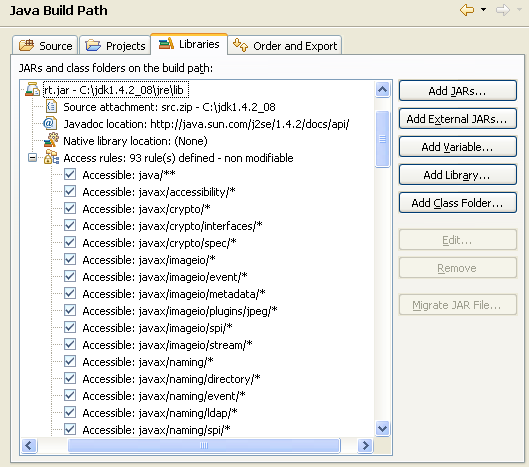 Java Build Path
Source
Projects
Libraries
Order and Export
JARs and class folders on the build path:
rt.jar - C:\jdk1.4.2_08\jre\lib
Source attachment: src.zip - C:\jdk1.4.2_08
Javadoc location: http://java.sun.com/j2se/1.4.2/docs/api/
Native library location: (None)
Access rules: 93 rule(s) defined - non modifiable
Accessible: java/**
Accessible: javax/accessibility/*
Accessible: javax/crypto/*
Accessible: javax/crypto/interfaces/*
Accessible: javax/crypto/spec/*
Accessible: javax/imageio/*
Accessible: javax/imageio/event/*
Accessible: javax/imageio/metadata/*
Accessible: javax/imageio/plugins/jpeg/*
Accessible: javax/imageio/spi/*
Accessible: javax/imageio/stream/*
Accessible: javax/naming/*
Accessible: javax/naming/directory/*
Accessible: javax/naming/event/*
Accessible: javax/naming/ldap/*
Accessible: javax/naming/spi/*
Add JARs...
Add External JARs...
Add Variable...
Add Library...
Add Class Folder...
Edit...
Remove
Migrate JAR File...